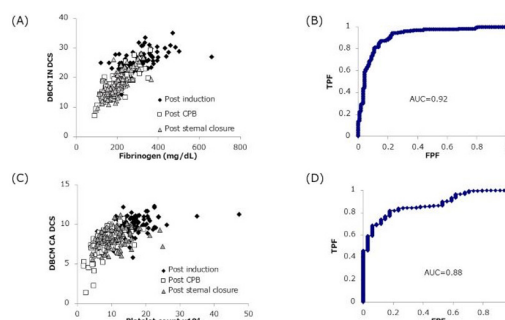 (A)
40
30
20
10
0
DBCM IN DCS
0 200 400 600 800
Fibrinogen (mg/dL)
Post induction
Post CPB
Post sternal closure
(B)
1
0.8
0.6
0.4
0.2
0
TPF
0 0.2 0.4 0.6 0.8 1
FPF
AUC=0.92
(C)
15
10
5
0
DBCM CA DCS
0 10 20 30 40 50
Post induction
Post CPB
Post sternal closure
(D)
1
0.8
0.6
0.4
0.2
0
TPF
0 0.2 0.4 0.6 0.8
AUC=0.88